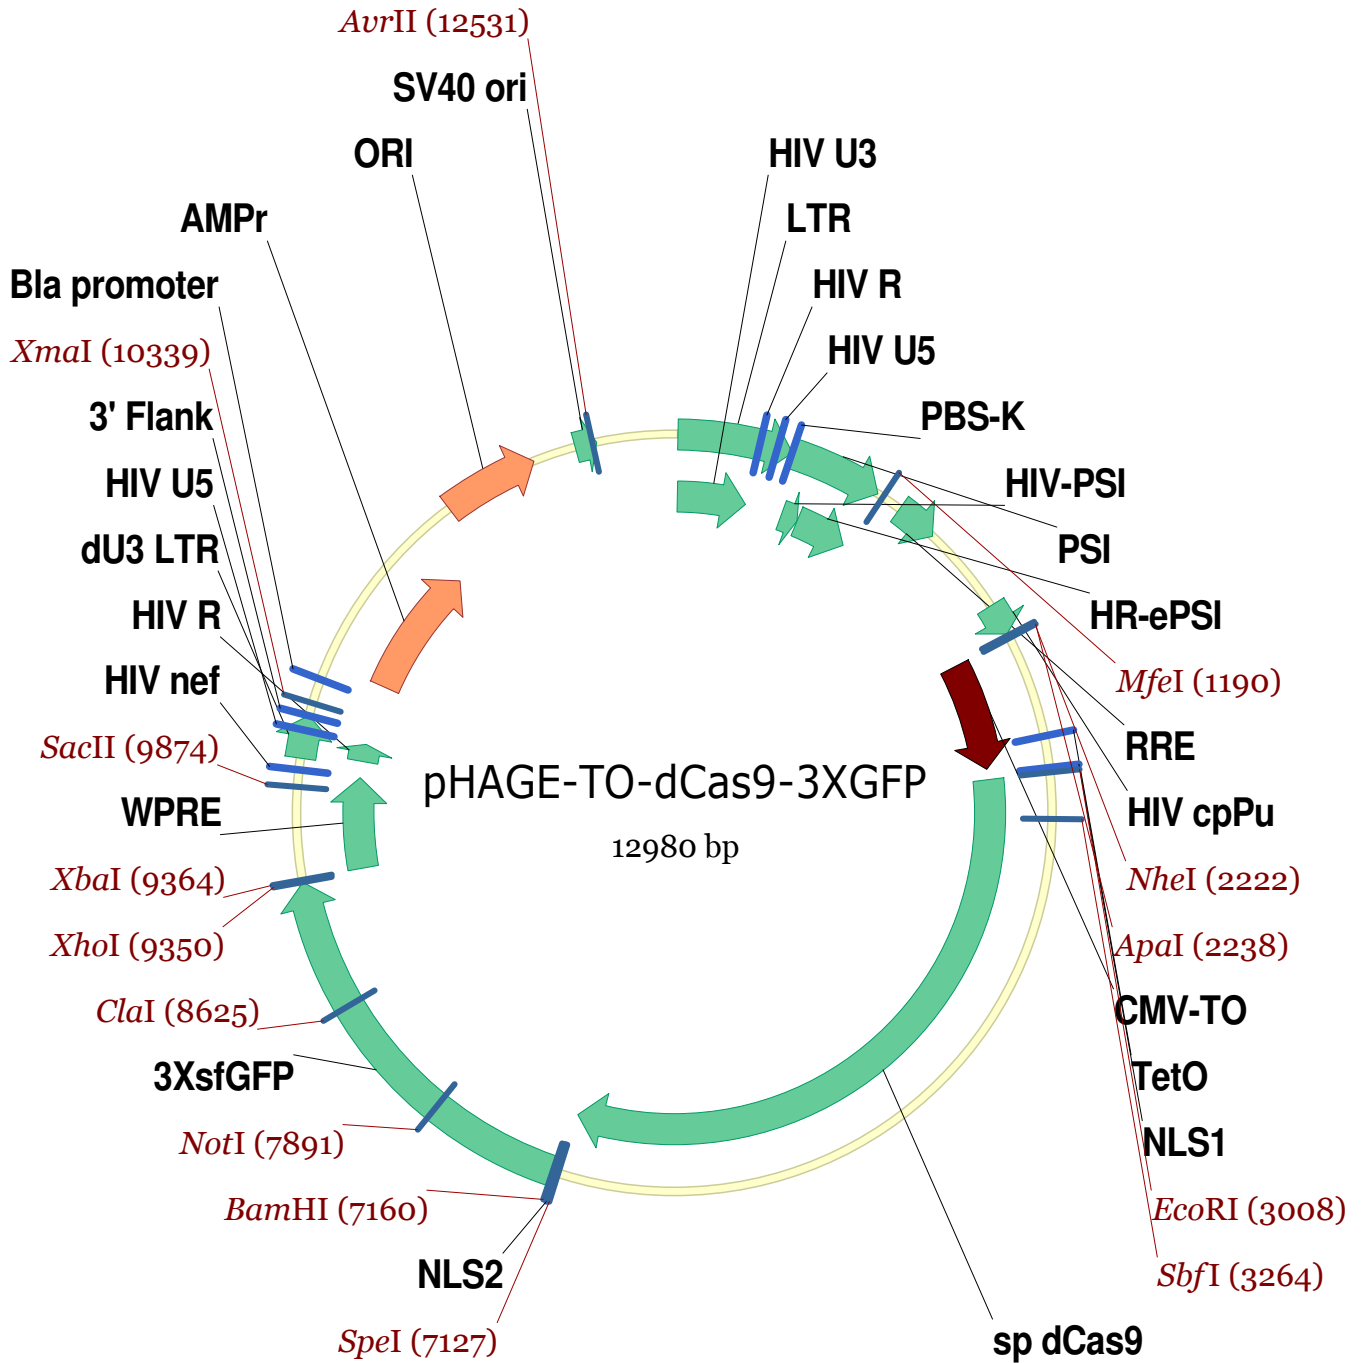 AvrII (12531)
SV40 ori
ORI
HIV U3
AMPr
LTR
Bla promoter
HIV R
XmaI (10339)
HIV U5
3' Flank
PBS-K
HIV U5
HIV-PSI
dU3 LTR
PSI
HIV R
HR-ePSI
HIV nef
MfeI (1190)
SacII (9874)
RRE
pHAGE-TO-dCas9-3XGFP
WPRE
HIV cpPu
12980 bp
XbaI (9364)
NheI (2222)
XhoI (9350)
ApaI (2238)
ClaI (8625)
CMV-TO
3XsfGFP
TetO
NotI (7891)
NLS1
BamHI (7160)
EcoRI (3008)
NLS2
SbfI (3264)
SpeI (7127)
sp dCas9